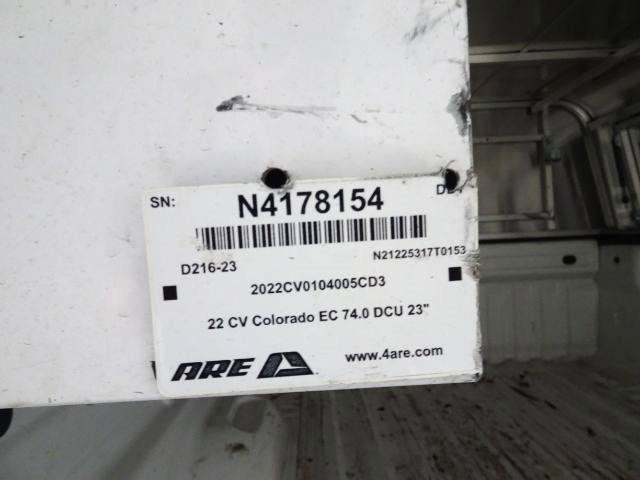 SN: N4178154
D216-23 N21225317T0153
2022CV0104005CD3
22 CV Colorado EC 74.0 DCU 23"
ARE www.4are.com